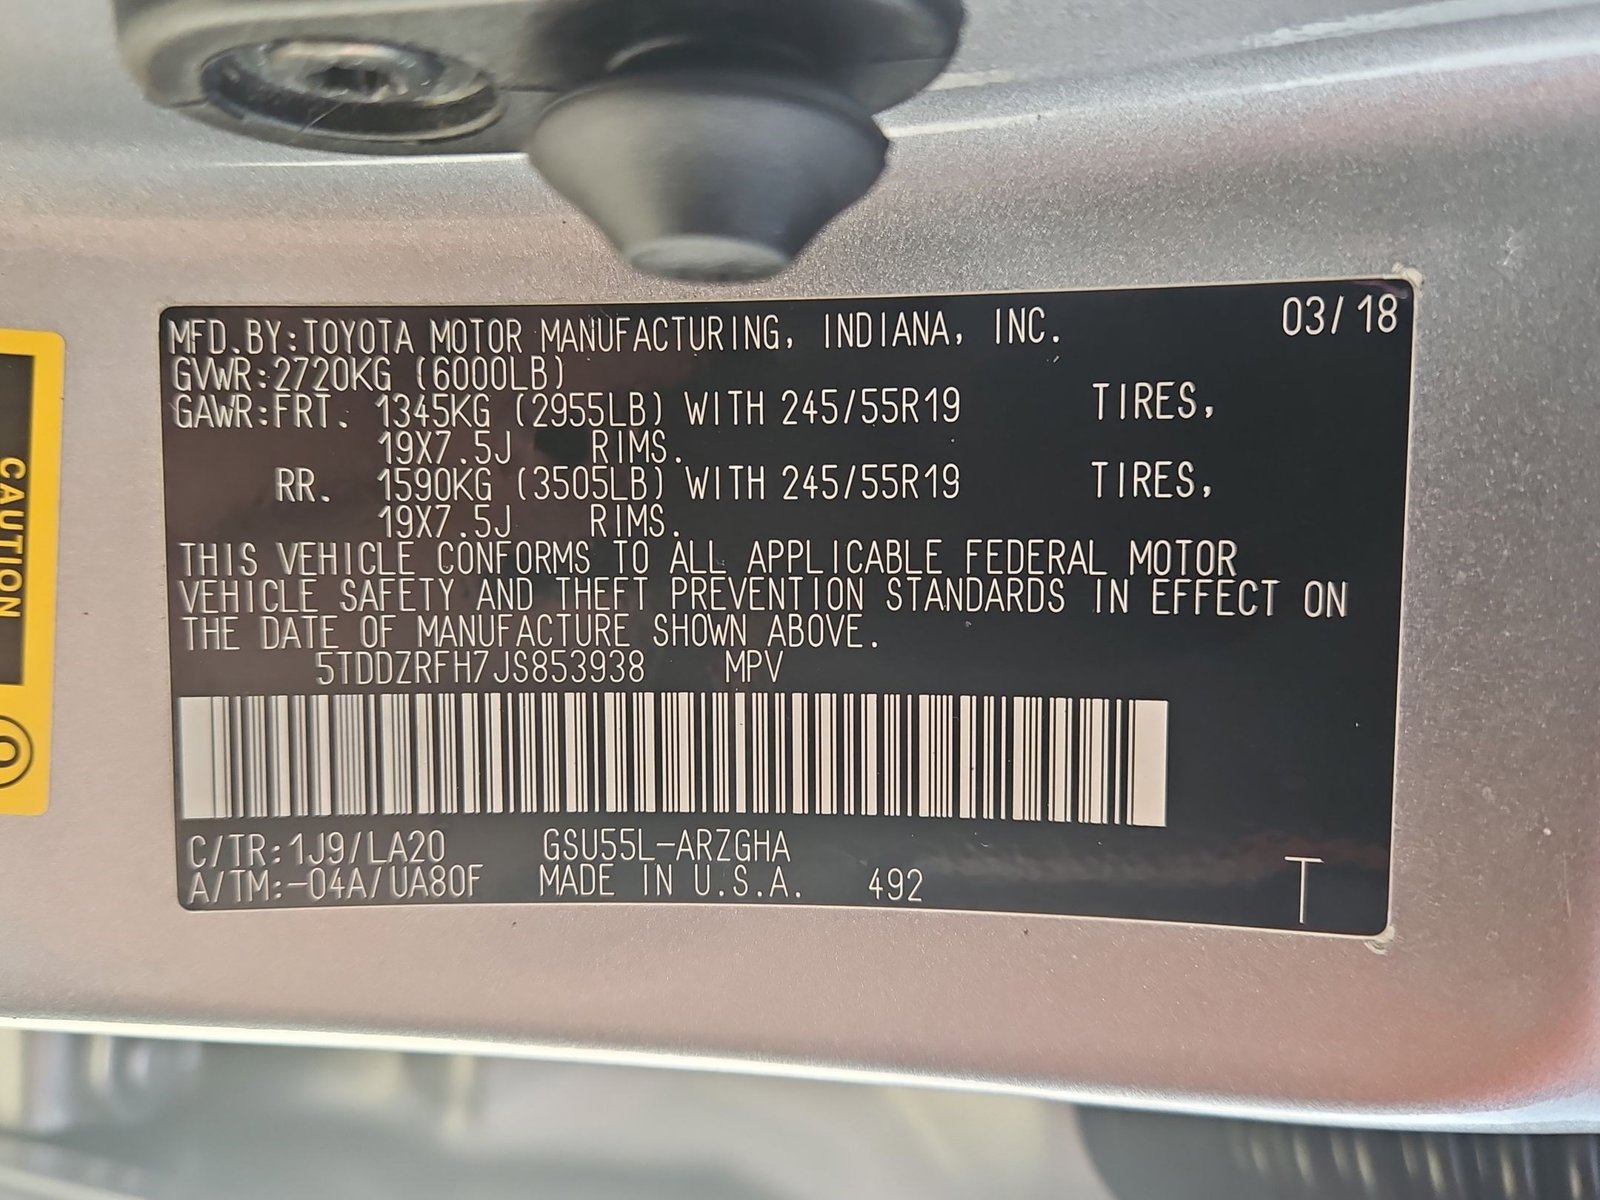 MFD.BY:TOYOTA MOTOR MANUFACTURING, INDIANA, INC. 03/18
GVWR:2720KG (6000LB)
GAWR:FRT. 1345KG (2955LB) WITH 245/55R19 TIRES,
19X7.5J RIMS.
RR. 1590KG (3505LB) WITH 245/55R19 TIRES,
19X7.5J RIMS.
THIS VEHICLE CONFORMS TO ALL APPLICABLE FEDERAL MOTOR
VEHICLE SAFETY AND THEFT PREVENTION STANDARDS IN EFFECT ON
THE DATE OF MANUFACTURE SHOWN ABOVE.
5TDDZRFH7JS853938 MPV
C/TR:1J9/LA20 GSU55L-ARZGHA
A/TM:-04A/UA80F MADE IN U.S.A. 492 T
CAUTION